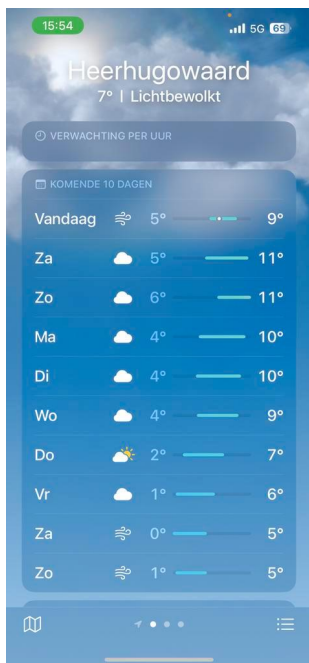 15:54
5G 69
Heerhugowaard
7° | Lichtbewolkt
VERWACHTING PER UUR
KOMENDE 10 DAGEN
Vandaag 5° 9°
Za 5° 11°
Zo 6° 11°
Ma 4° 10°
Di 4° 10°
Wo 4° 9°
Do 2° 7°
Vr 1° 6°
Za 0° 5°
Zo 1° 5°